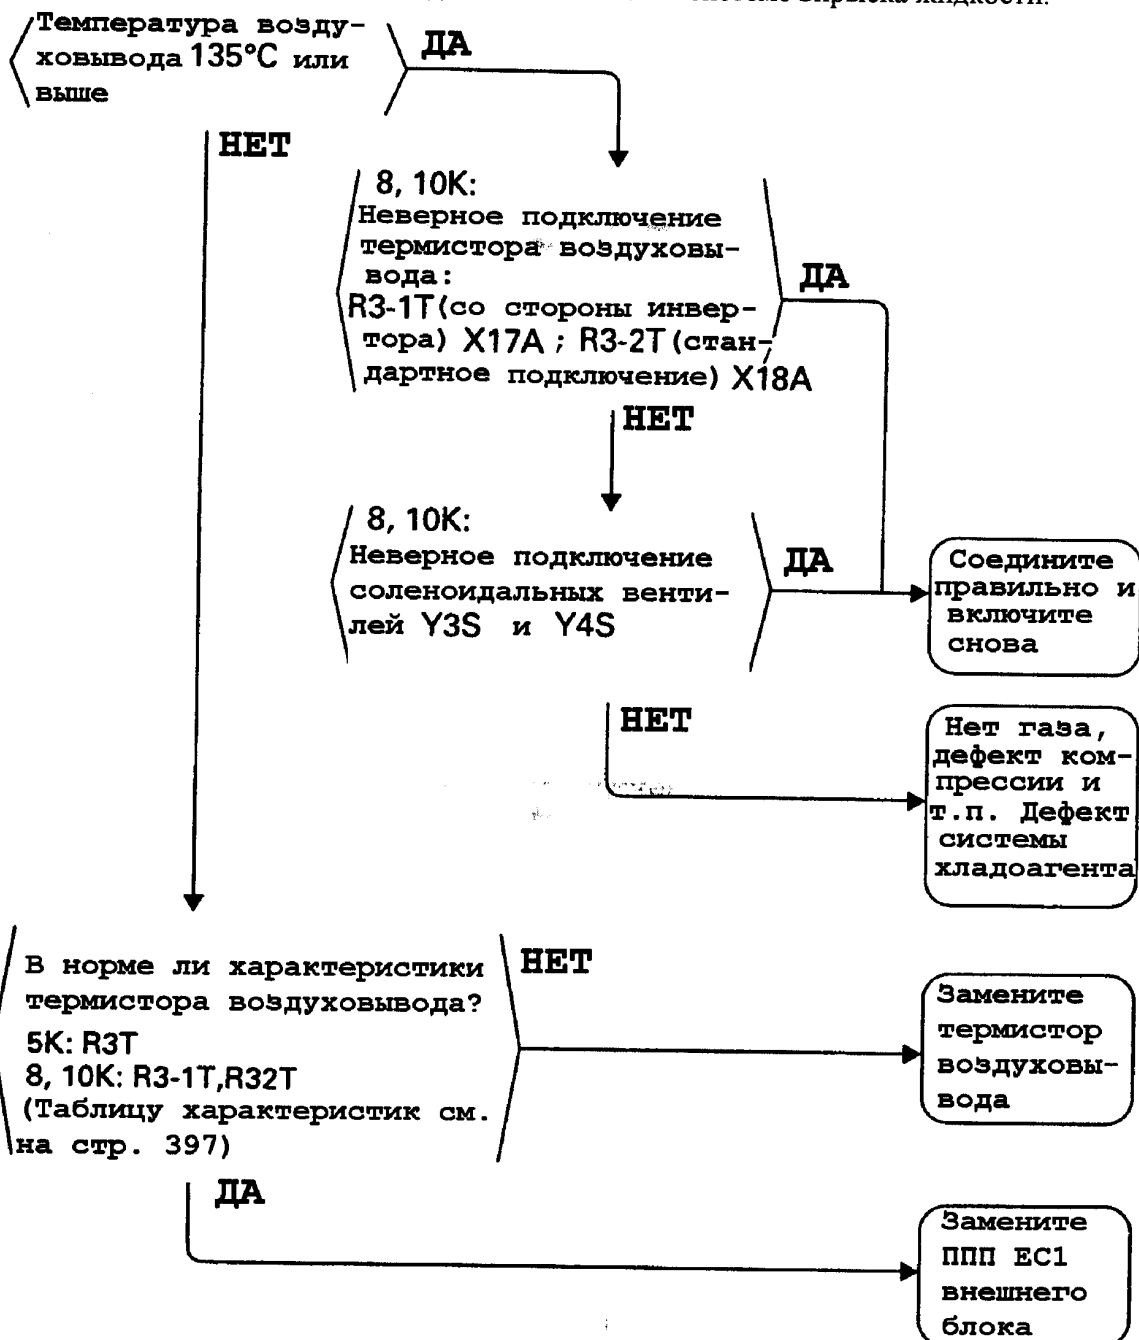 Температура возду-
ховывода 135°C или
выше
ДА
НЕТ
8, 10K:
Неверное подключение
термистора воздуховы-
вода:
R3-1T (со стороны инвер-
тора) X17A ; R3-2T (стан-
дартное подключение) X18A
ДА
НЕТ
8, 10K:
Неверное подключение
соленоидальных венти-
лей Y3S и Y4S
ДА
Соедините
правильно и
включите
снова
НЕТ
Нет газа,
дефект ком-
прессии и
т.п. Дефект
системы
хладоагента
В норме ли характеристики
термистора воздуховывода?
5K: R3T
8, 10K: R3-1T,R32T
(Таблицу характеристик см.
на стр. 397)
НЕТ
Замените
термистор
воздуховы-
вода
ДА
Замените
ППП EC1
внешнего
блока